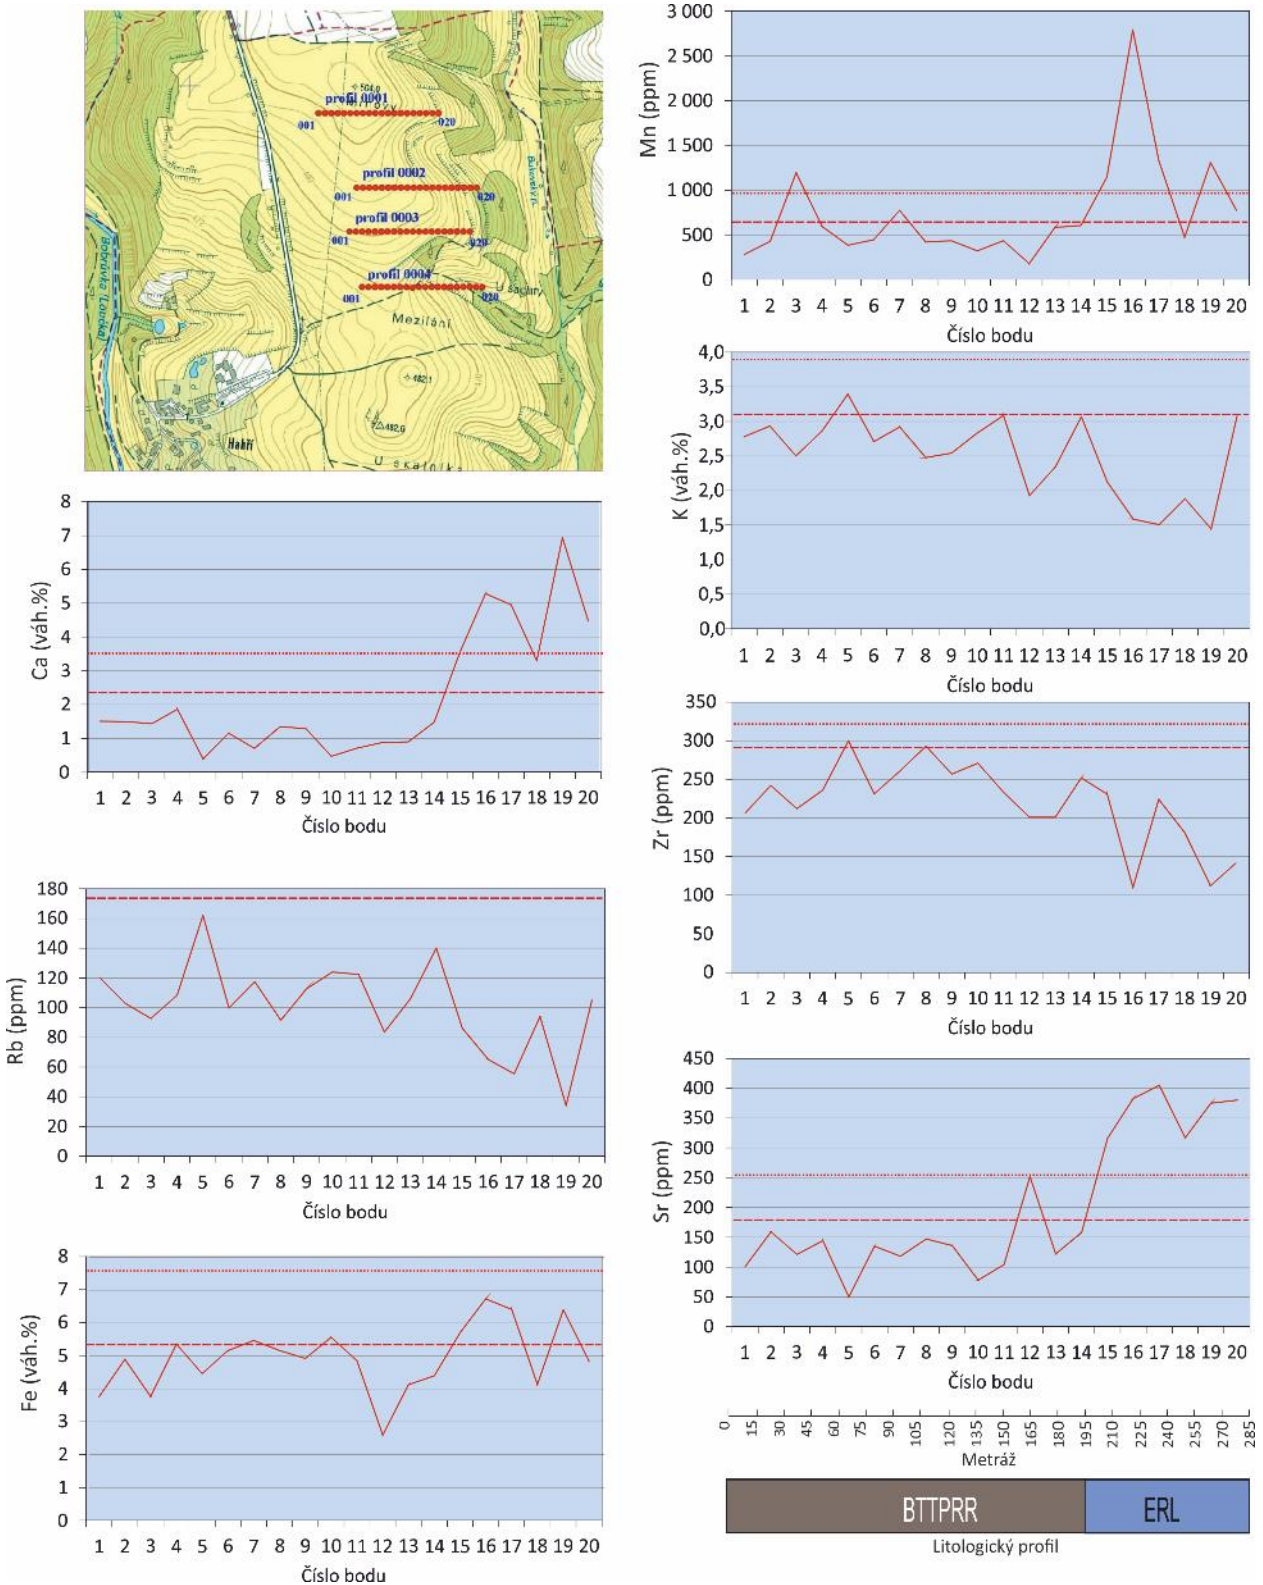 504,8
profil 0001
001
020
profil 0002
001
020
profil 0003
001
020
profil 0004
001
020
Mezilání
482,1
482,6
Habří
U skalníka
Bobrůvka (Loučka)
Ca (váh.%)
8
7
6
5
4
3
2
1
0
1 2 3 4 5 6 7 8 9 10 11 12 13 14 15 16 17 18 19 20
Číslo bodu
Rb (ppm)
180
160
140
120
100
80
60
40
20
0
1 2 3 4 5 6 7 8 9 10 11 12 13 14 15 16 17 18 19 20
Číslo bodu
Fe (váh.%)
8
7
6
5
4
3
2
1
0
1 2 3 4 5 6 7 8 9 10 11 12 13 14 15 16 17 18 19 20
Číslo bodu
Mn (ppm)
3 000
2 500
2 000
1 500
1 000
500
0
1 2 3 4 5 6 7 8 9 10 11 12 13 14 15 16 17 18 19 20
Číslo bodu
K (váh.%)
4,0
3,5
3,0
2,5
2,0
1,5
1,0
0,5
0,0
1 2 3 4 5 6 7 8 9 10 11 12 13 14 15 16 17 18 19 20
Číslo bodu
Zr (ppm)
350
300
250
200
150
100
50
0
1 2 3 4 5 6 7 8 9 10 11 12 13 14 15 16 17 18 19 20
Číslo bodu
Sr (ppm)
450
400
350
300
250
200
150
100
50
0
1 2 3 4 5 6 7 8 9 10 11 12 13 14 15 16 17 18 19 20
Číslo bodu
0 15 30 45 60 75 90 105 120 135 150 165 180 195 210 225 240 255 270 285
Metráž
BTTPRR
ERL
Litologický profil